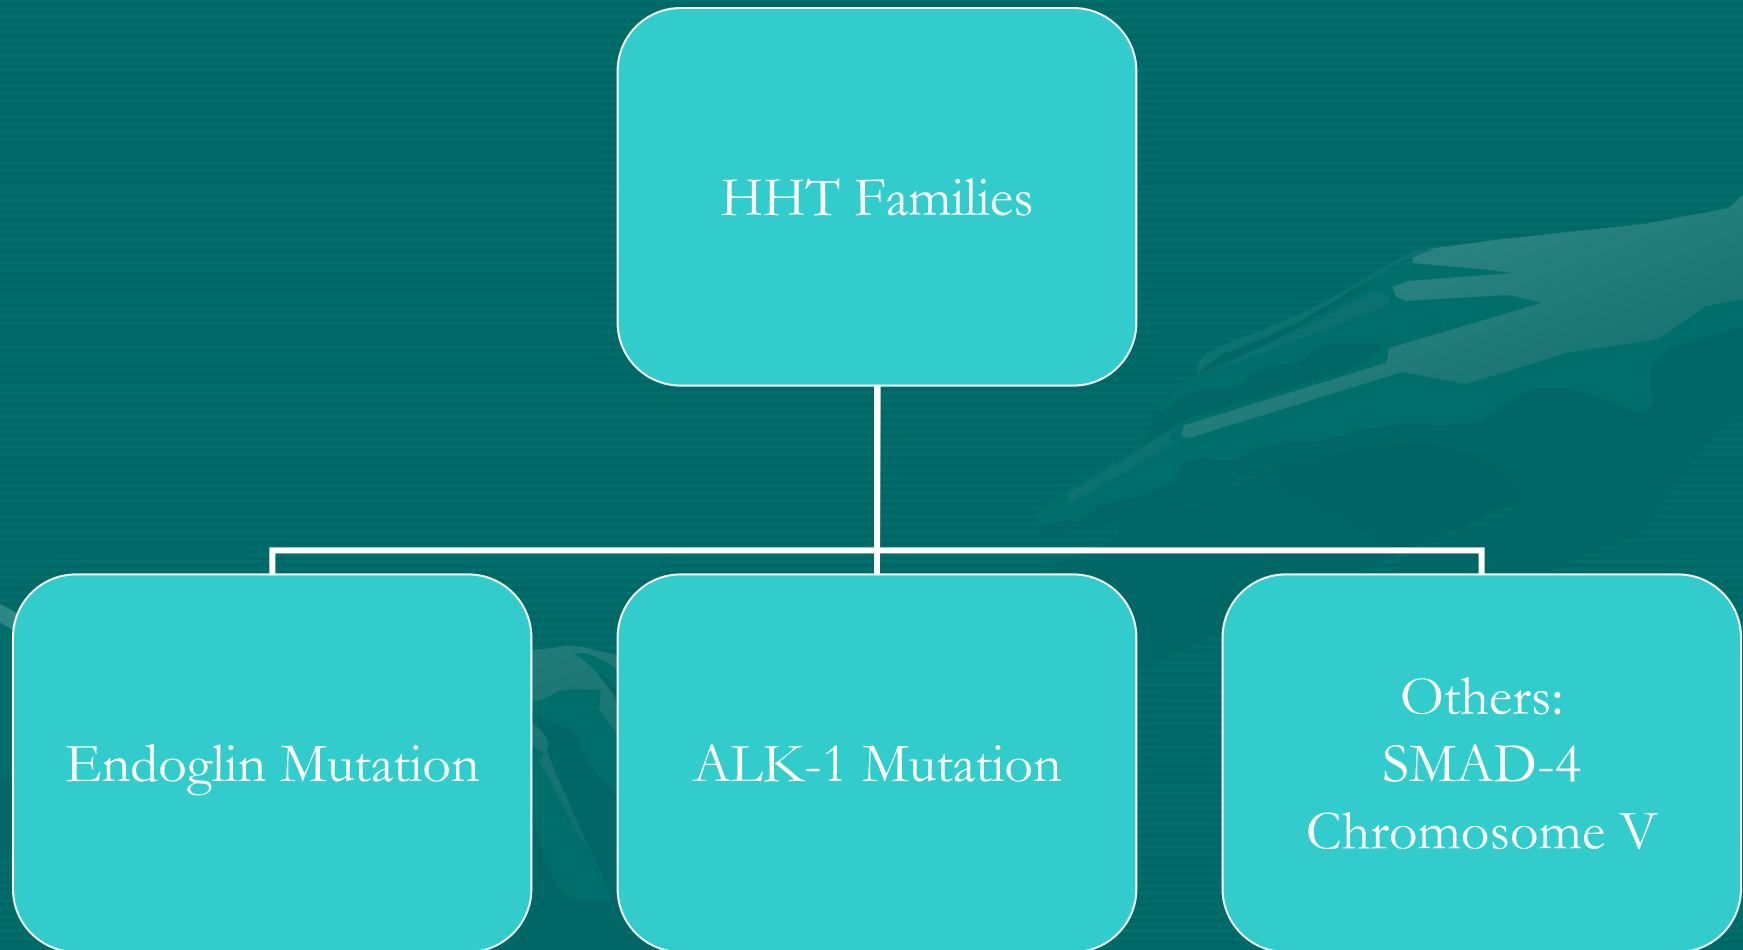 HHT Families
Endoglin Mutation
ALK-1 Mutation
Others:
SMAD-4
Chromosome V